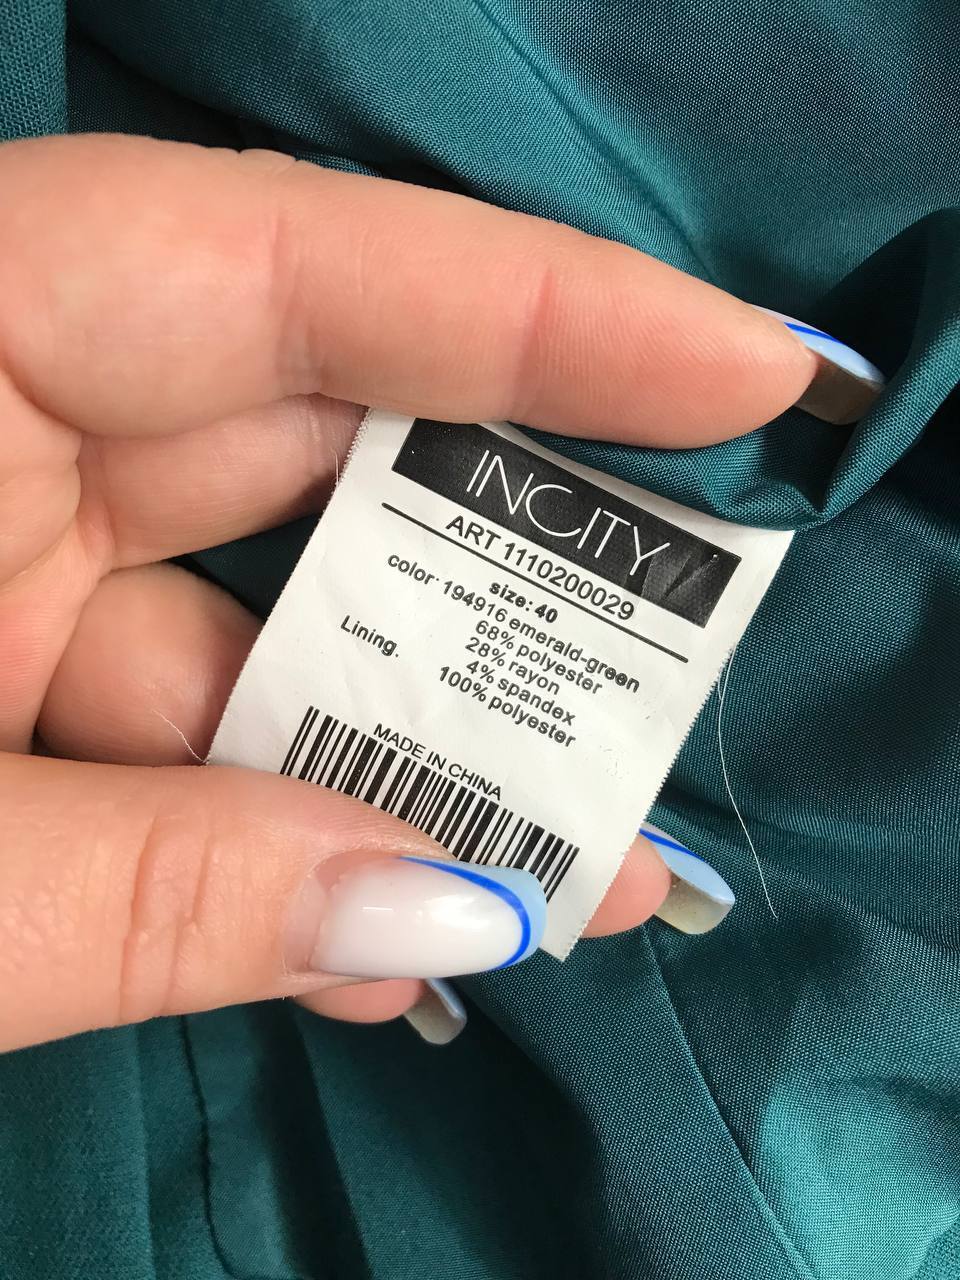 INCITY
ART 1110200029
size: 40
color: 194916 emerald-green
68% polyester
28% rayon
4% spandex
Lining. 100% polyester
MADE IN CHINA